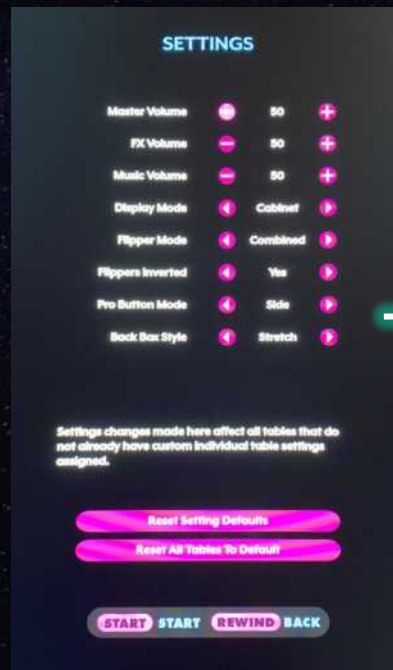 SETTINGS
Master Volume 50
FX Volume 50
Music Volume 50
Display Mode Cabinet
Flipper Mode Combined
Flippers Inverted Yes
Pro Button Mode Side
Back Box Style Stretch
Settings changes made here affect all tables that do
not already have custom individual table settings
assigned.
Reset Setting Defaults
Reset All Tables To Default
START START REWIND BACK